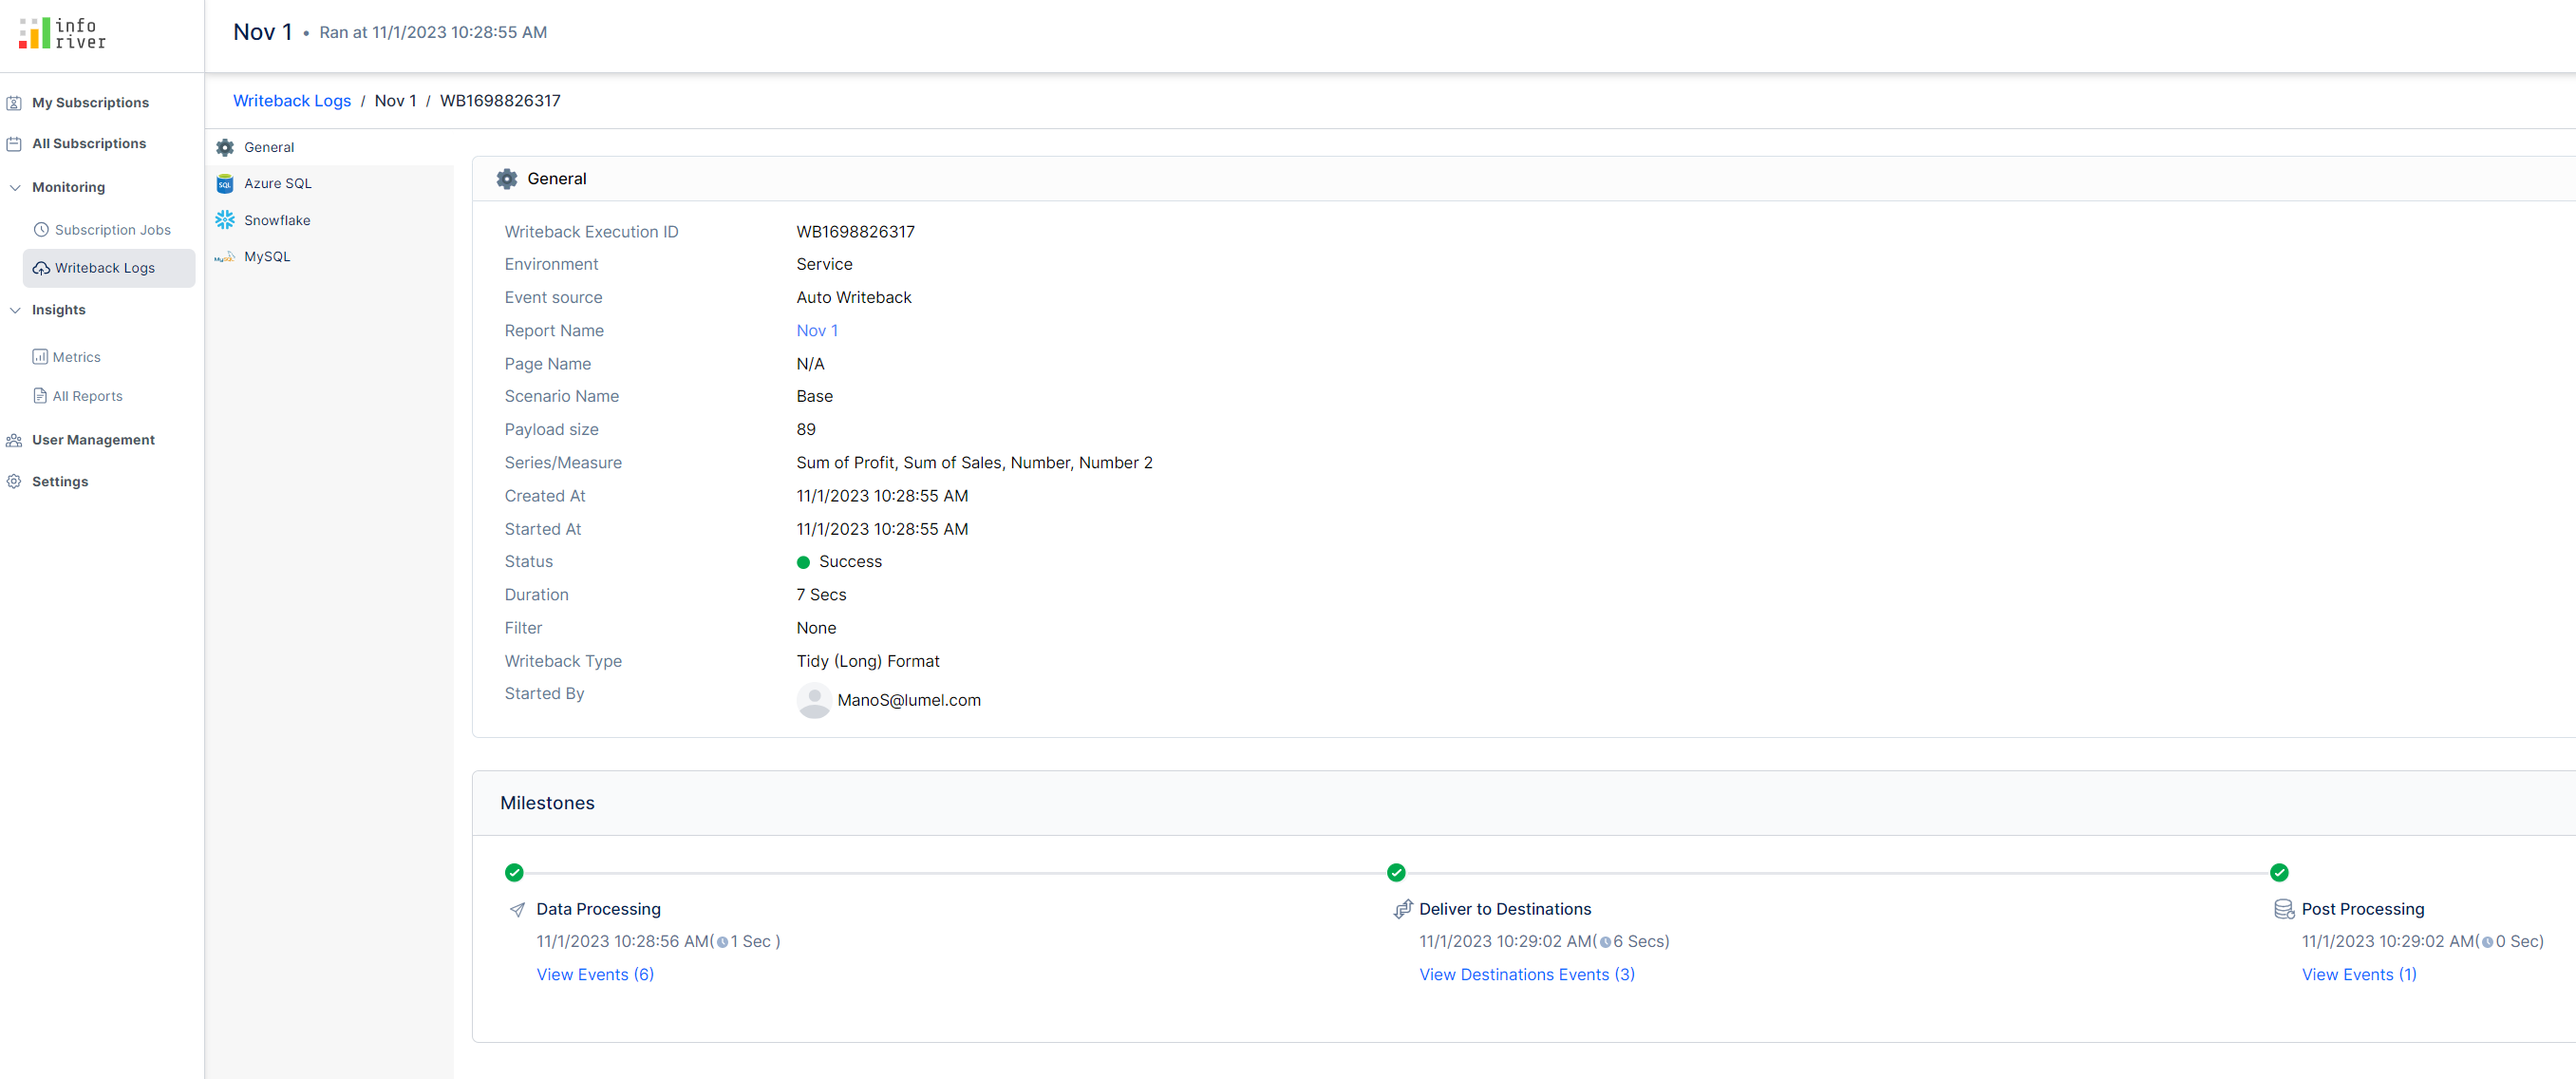 info
river
Nov 1 • Ran at 11/1/2023 10:28:55 AM
My Subscriptions
All Subscriptions
Monitoring
Subscription Jobs
Writeback Logs
Insights
Metrics
All Reports
User Management
Settings
Writeback Logs / Nov 1 / WB1698826317
General
Azure SQL
Snowflake
MySQL
General
Writeback Execution ID WB1698826317
Environment Service
Event source Auto Writeback
Report Name Nov 1
Page Name N/A
Scenario Name Base
Payload size 89
Series/Measure Sum of Profit, Sum of Sales, Number, Number 2
Created At 11/1/2023 10:28:55 AM
Started At 11/1/2023 10:28:55 AM
Status Success
Duration 7 Secs
Filter None
Writeback Type Tidy (Long) Format
Started By ManoS@lumel.com
Milestones
Data Processing
11/1/2023 10:28:56 AM( 1 Sec )
View Events (6)
Deliver to Destinations
11/1/2023 10:29:02 AM( 6 Secs)
View Destinations Events (3)
Post Processing
11/1/2023 10:29:02 AM( 0 Sec)
View Events (1)